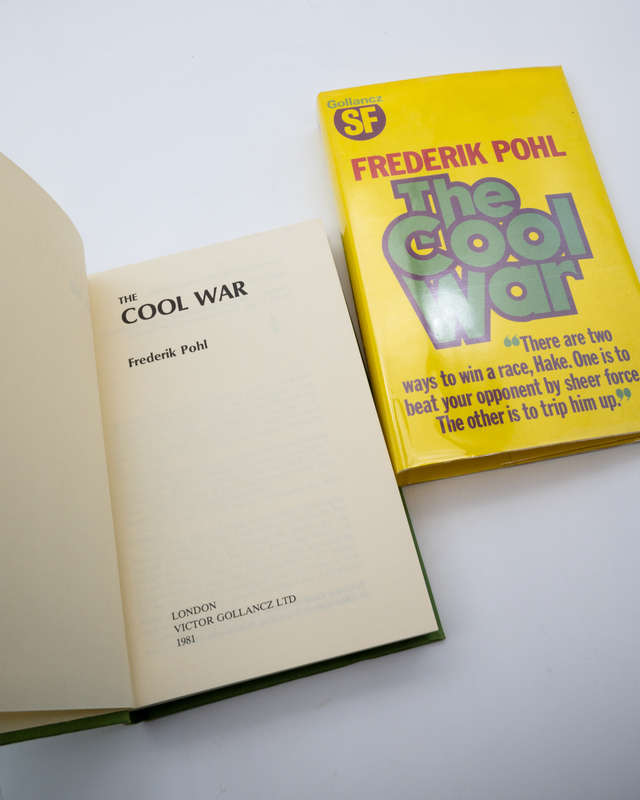 THE
COOL WAR
Frederik Pohl
LONDON
VICTOR GOLLANCZ LTD
1981
Gollancz
SF
FREDERIK POHL
The
Cool
War
“There are two
ways to win a race, Hake. One is to
beat your opponent by sheer force.
The other is to trip him up.”